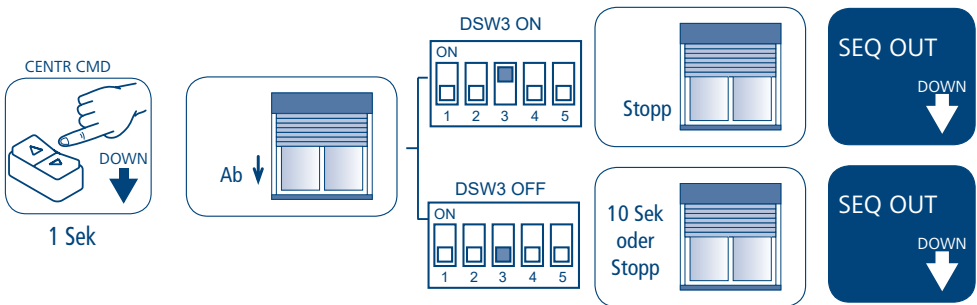 CENTR CMD
DOWN
1 Sek
Ab
DSW3 ON
ON
1 2 3 4 5
Stopp
SEQ OUT
DOWN
DSW3 OFF
ON
1 2 3 4 5
10 Sek
oder
Stopp
SEQ OUT
DOWN